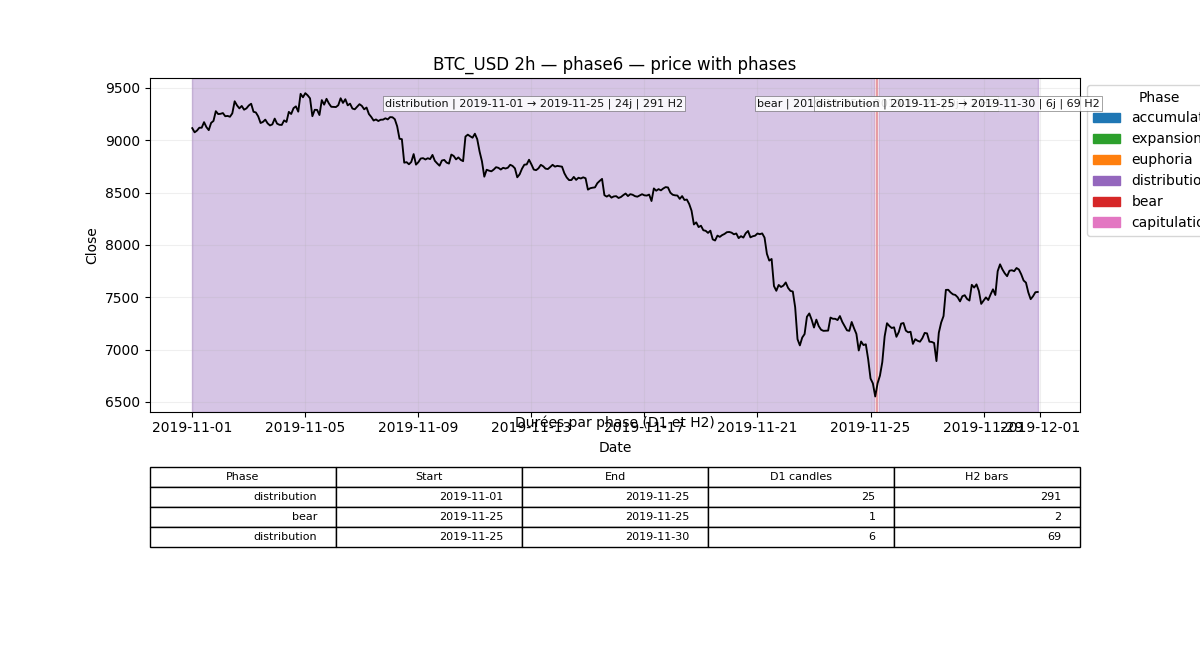 BTC_USD 2h — phase6 — price with phases
9500
9000
8500
8000
7500
7000
6500
Close
distribution | 2019-11-01 → 2019-11-25 | 24j | 291 H2
bear | 201
distribution | 2019-11-25 → 2019-11-30 | 6j | 69 H2
Phase
accumulat
expansion
euphoria
distributio
bear
capitulatio
2019-11-01
2019-11-05
2019-11-09
2019-11-13
2019-11-17
2019-11-21
2019-11-25
2019-11-29
2019-12-01
Durées par phase (D1 et H2)
Date
Phase Start End D1 candles H2 bars
distribution 2019-11-01 2019-11-25 25 291
bear 2019-11-25 2019-11-25 1 2
distribution 2019-11-25 2019-11-30 6 69